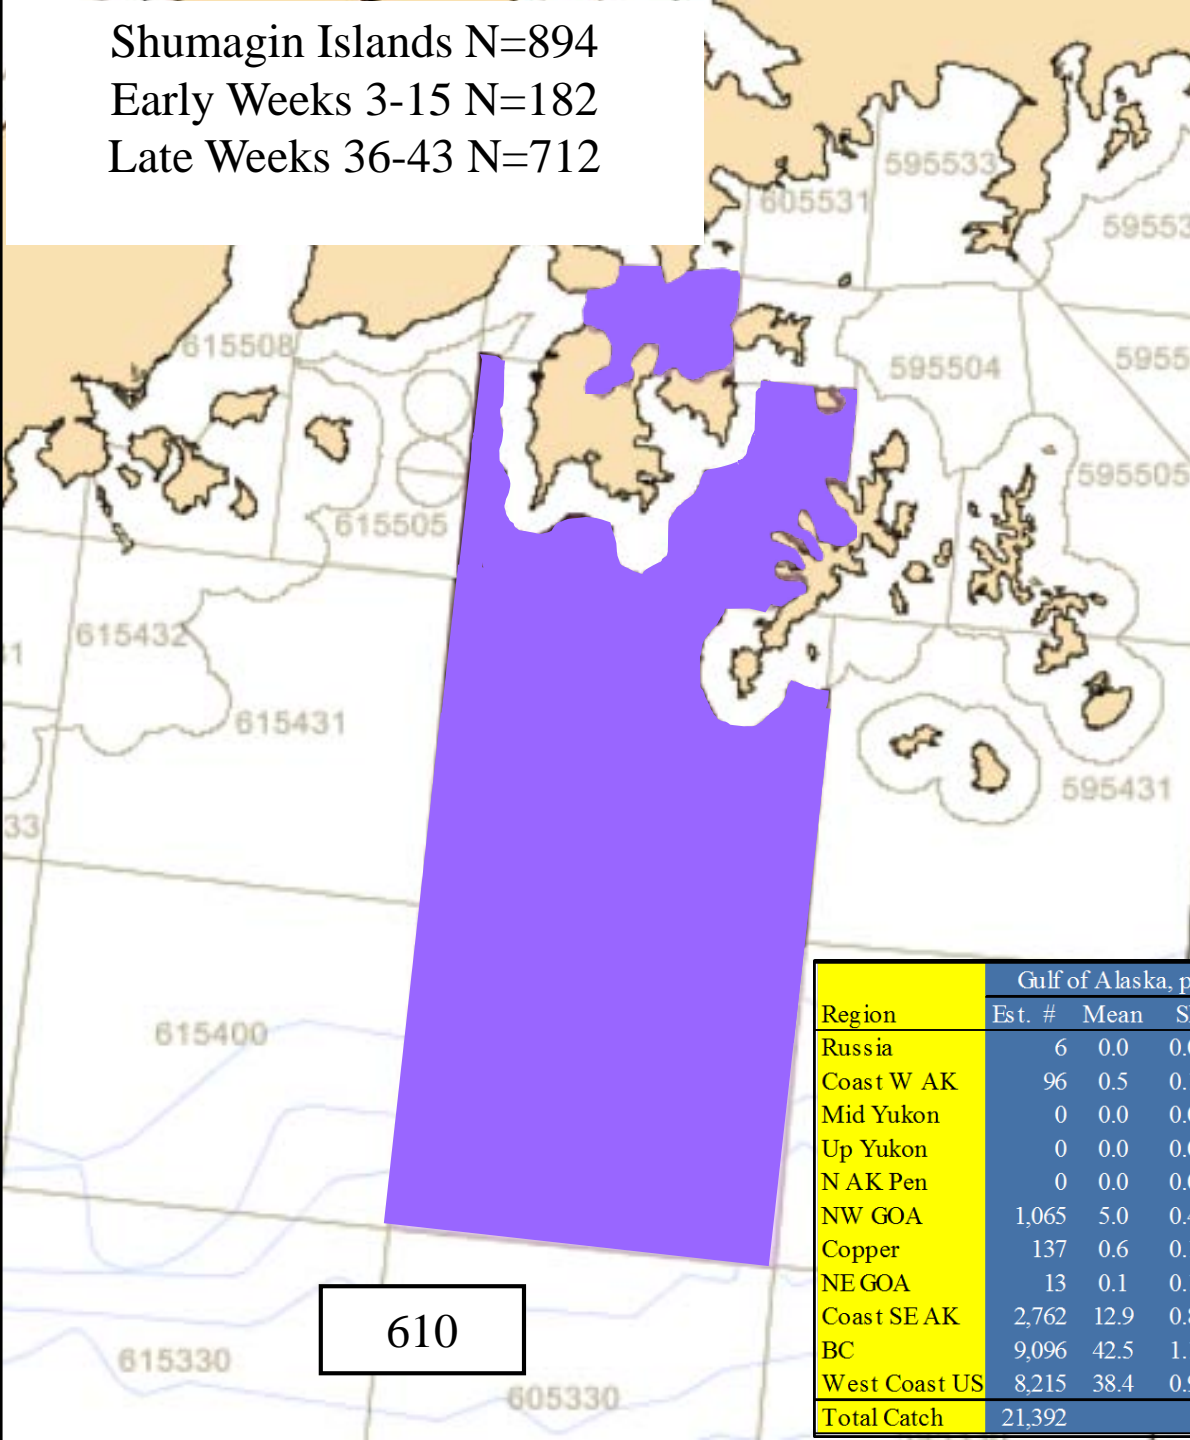 Shumagin Islands N=894
Early Weeks 3-15 N=182
Late Weeks 36-43 N=712
595533
605531
615508
595504
595505
615505
615432
615431
595431
33
615400
610
615330
605330
Gulf of Alaska, p
Region Est. # Mean
Russia 6 0.0
Coast W AK 96 0.5
Mid Yukon 0 0.0
Up Yukon 0 0.0
N AK Pen 0 0.0
NW GOA 1,065 5.0
Copper 137 0.6
NE GOA 13 0.1
Coast SE AK 2,762 12.9
BC 9,096 42.5
West Coast US 8,215 38.4
Total Catch 21,392